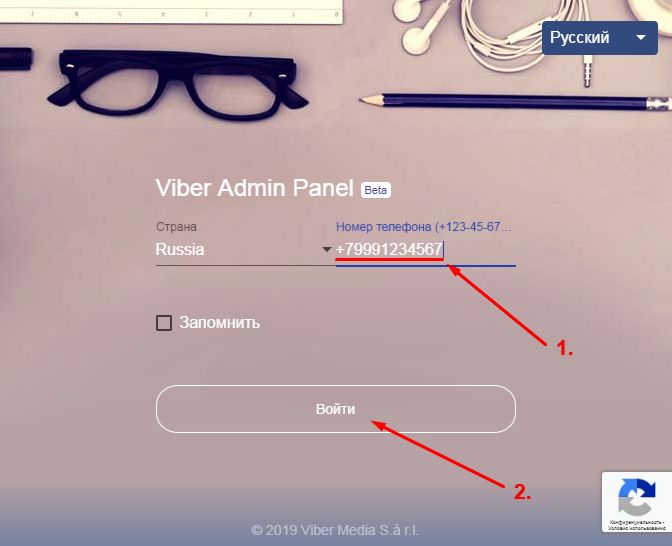 Русский
Viber Admin Panel Beta
Страна
Номер телефона (+123-45-67...
Russia
+79991234567
Запомнить
1.
Войти
2.
Конфиденциальность -
Условия использования
© 2019 Viber Media S.à r.l.